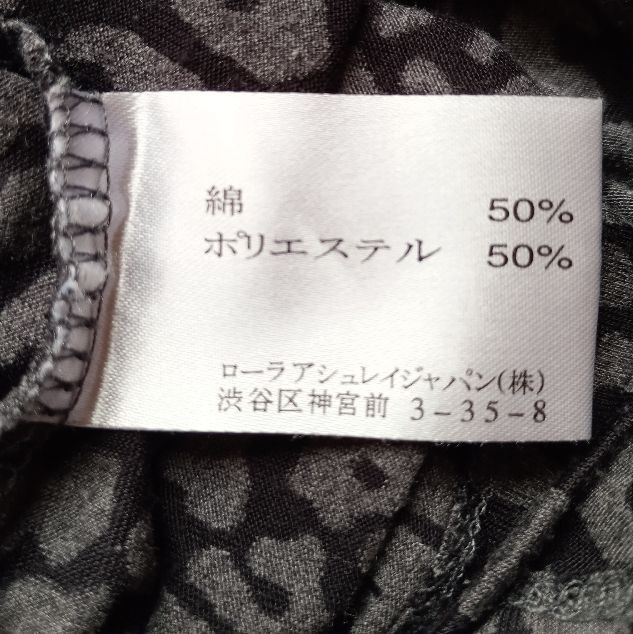 綿 50%
ポリエステル 50%
ローラアシュレイジャパン(株)
渋谷区神宮前 3-35-8